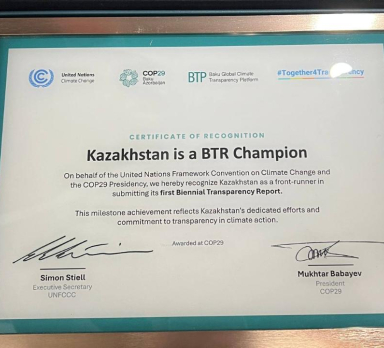 United Nations
Climate Change
COP29
Baku
Azerbaijan
BTP
Baku Global Climate
Transparency Platform
CERTIFICATE OF RECOGNITION
Kazakhstan is a BTR Champion
On behalf of the United Nations Framework Convention on Climate Change and
the COP29 Presidency, we hereby recognize Kazakhstan as a front-runner in
submitting its first Biennial Transparency Report.
This milestone achievement reflects Kazakhstan's dedicated efforts and
commitment to transparency in climate action.
Awarded at COP29
Simon Stiell
Executive Secretary
UNFCCC
Mukhtar Babayev
President
COP29